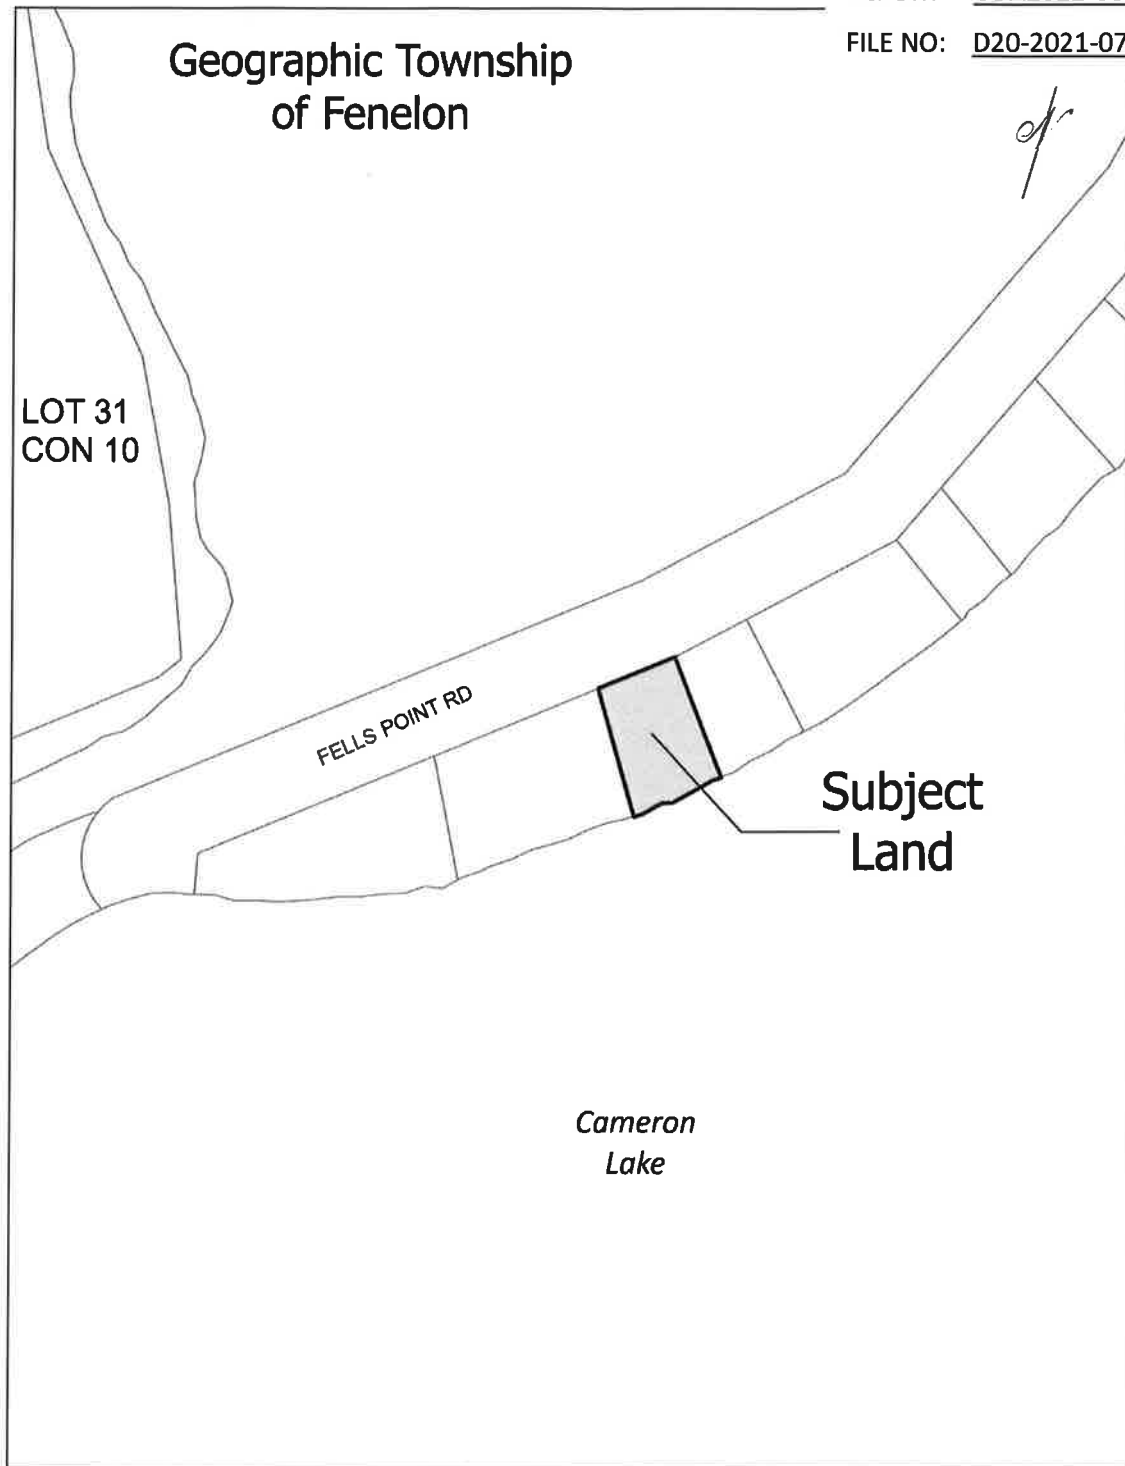 FILE NO: D20-2021-07
Geographic Township
of Fenelon
LOT 31
CON 10
FELLS POINT RD
Subject
Land
Cameron
Lake